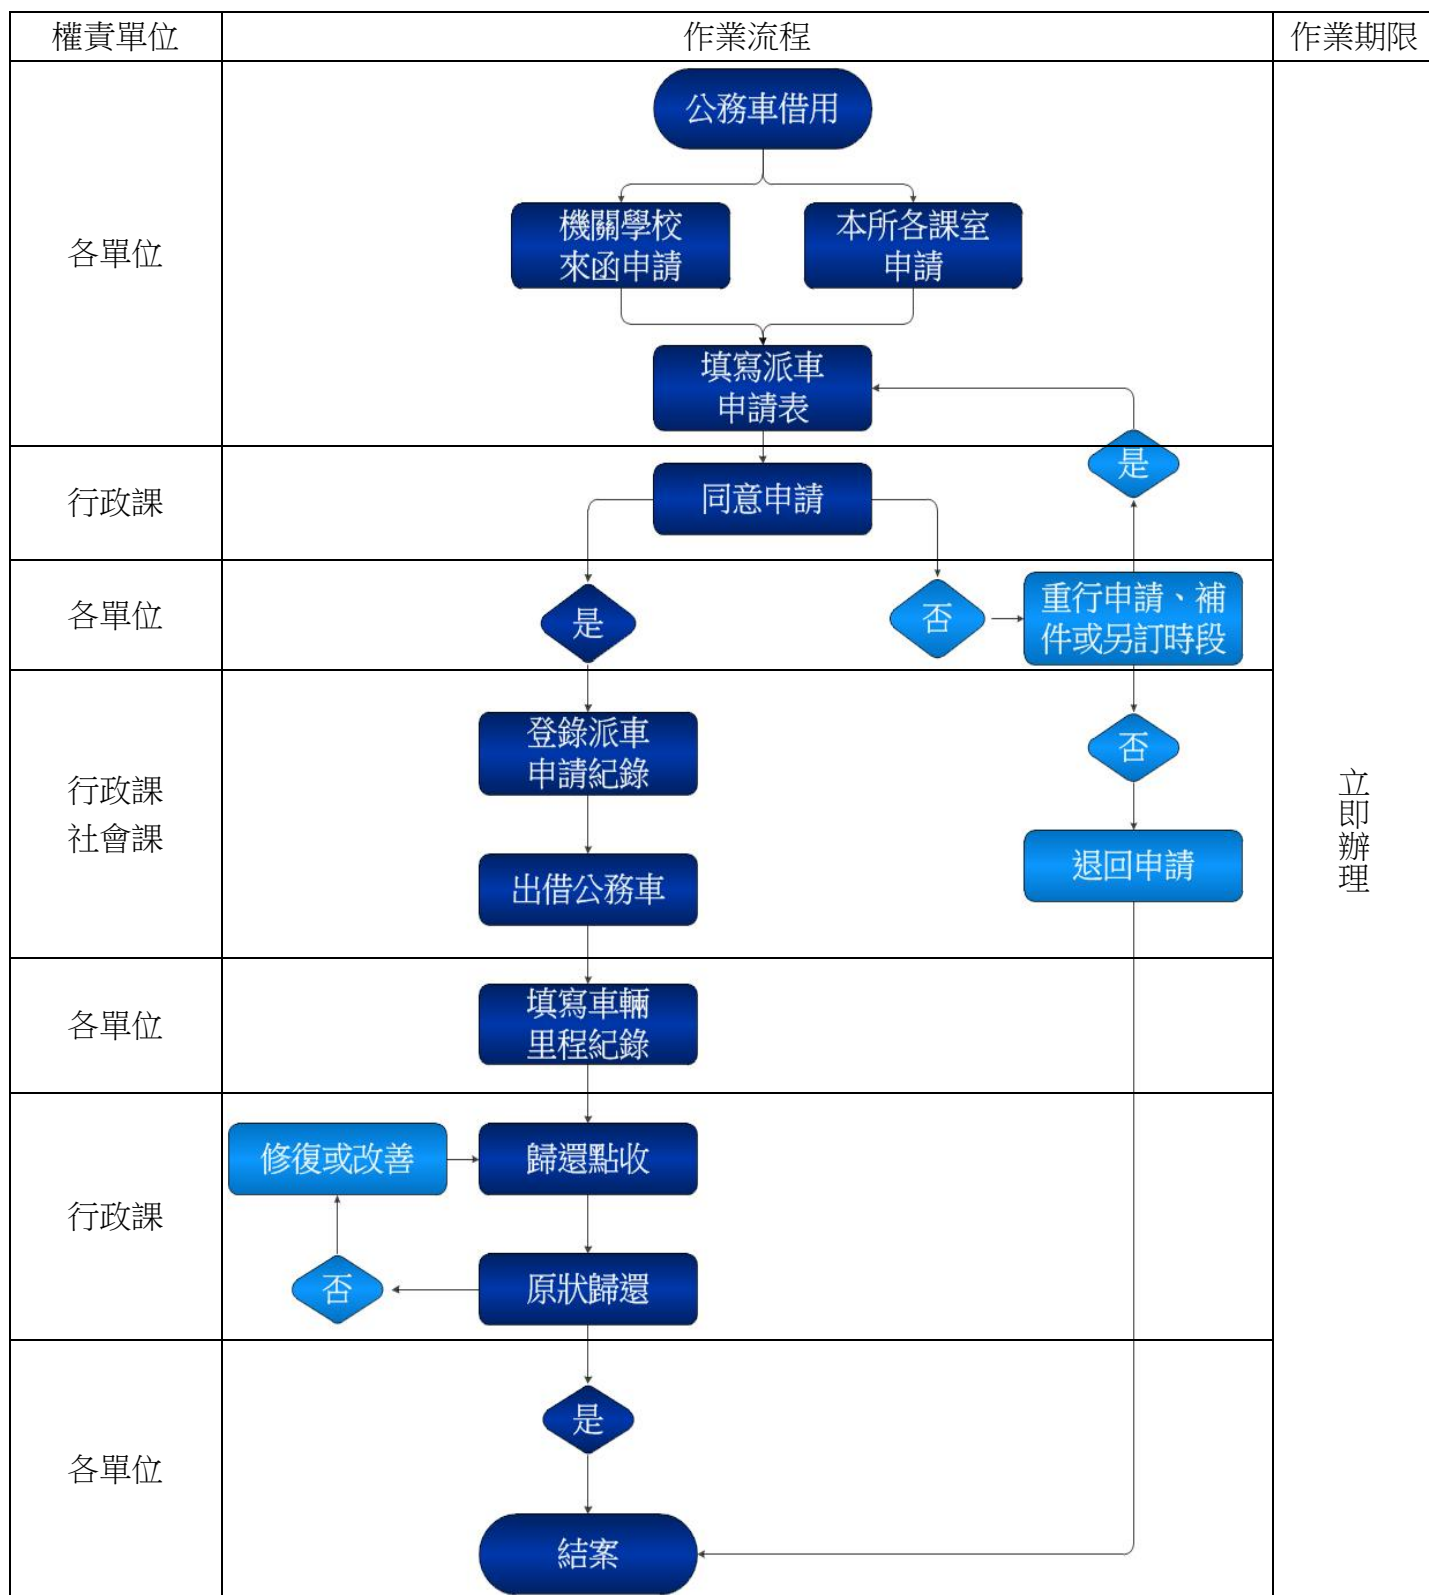 權責單位
作業流程
作業期限
各單位
公務車借用
機關學校
來函申請
本所各課室
申請
填寫派車
申請表
是
行政課
同意申請
各單位
是
否
重行申請、補
件或另訂時段
行政課
社會課
登錄派車
申請紀錄
否
出借公務車
退回申請
立即辦理
各單位
填寫車輛
里程紀錄
行政課
修復或改善
歸還點收
否
原狀歸還
各單位
是
結案